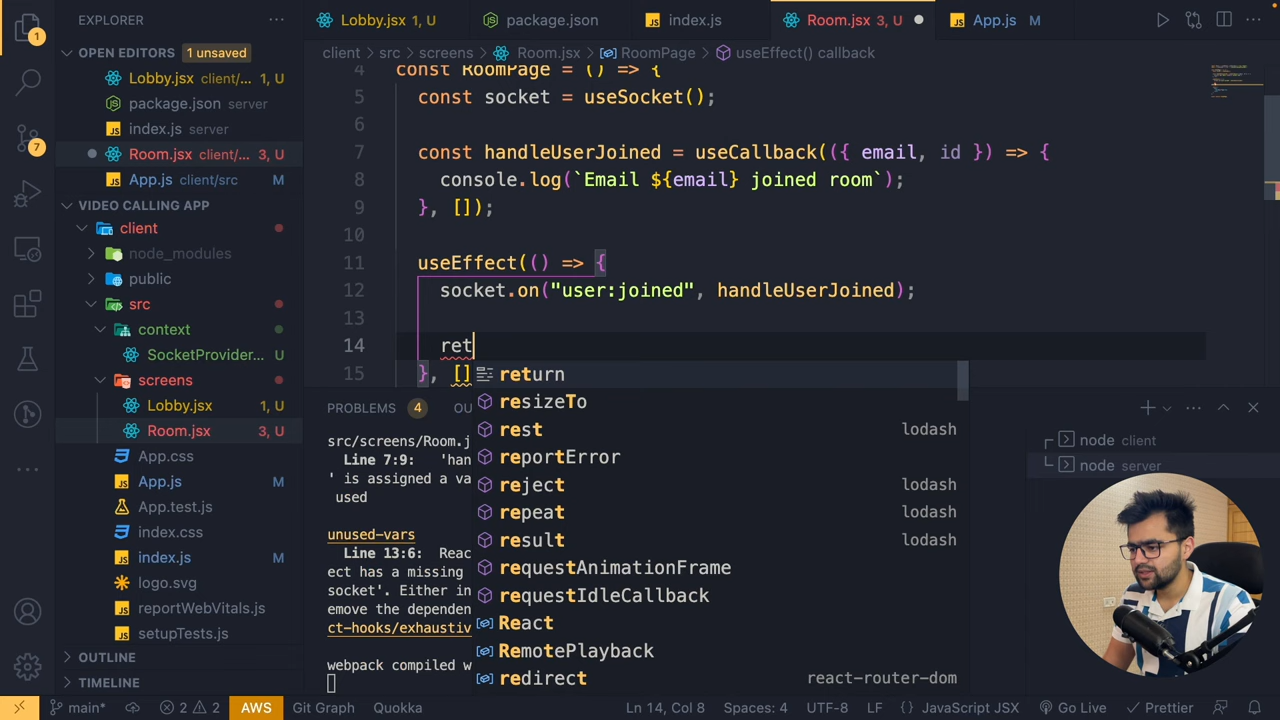 EXPLORER
Lobby.jsx 1, U
package.json
index.js
Room.jsx 3, U
App.js M
OPEN EDITORS 1 unsaved
client > src > screens > Room.jsx > RoomPage > useEffect() callback
Lobby.jsx client/... 1, U
package.json server
index.js server
Room.jsx client/... 3, U
App.js client/src M
VIDEO CALLING APP
client
node_modules
public
src
context
SocketProvider...
screens
Lobby.jsx 1, U
Room.jsx 3, U
App.css
App.js M
App.test.js
index.css
index.js M
logo.svg
reportWebVitals.js
setupTests.js
OUTLINE
TIMELINE
1
7
4 const RoomPage = () => {
5 const socket = useSocket();
6
7 const handleUserJoined = useCallback(({ email, id }) => {
8 console.log(`Email ${email} joined room`);
9 }, []);
10
11 useEffect(() => {
12 socket.on("user:joined", handleUserJoined);
13
14 ret
15 }, []
return
resizeTo
rest lodash
reportError
reject lodash
repeat lodash
result lodash
requestAnimationFrame
requestIdleCallback
React
RemotePlayback
redirect react-router-dom
PROBLEMS 4 OU
src/screens/Room.j
Line 7:9: 'han
' is assigned a va
used
unused-vars
Line 13:6: Reac
ect has a missing
socket'. Either in
emove the dependen
ct-hooks/exhaustiv
webpack compiled w
node client
node server
main* 2 2 AWS Git Graph Quokka Ln 14, Col 8 Spaces: 4 UTF-8 LF {} JavaScript JSX Go Live Prettier